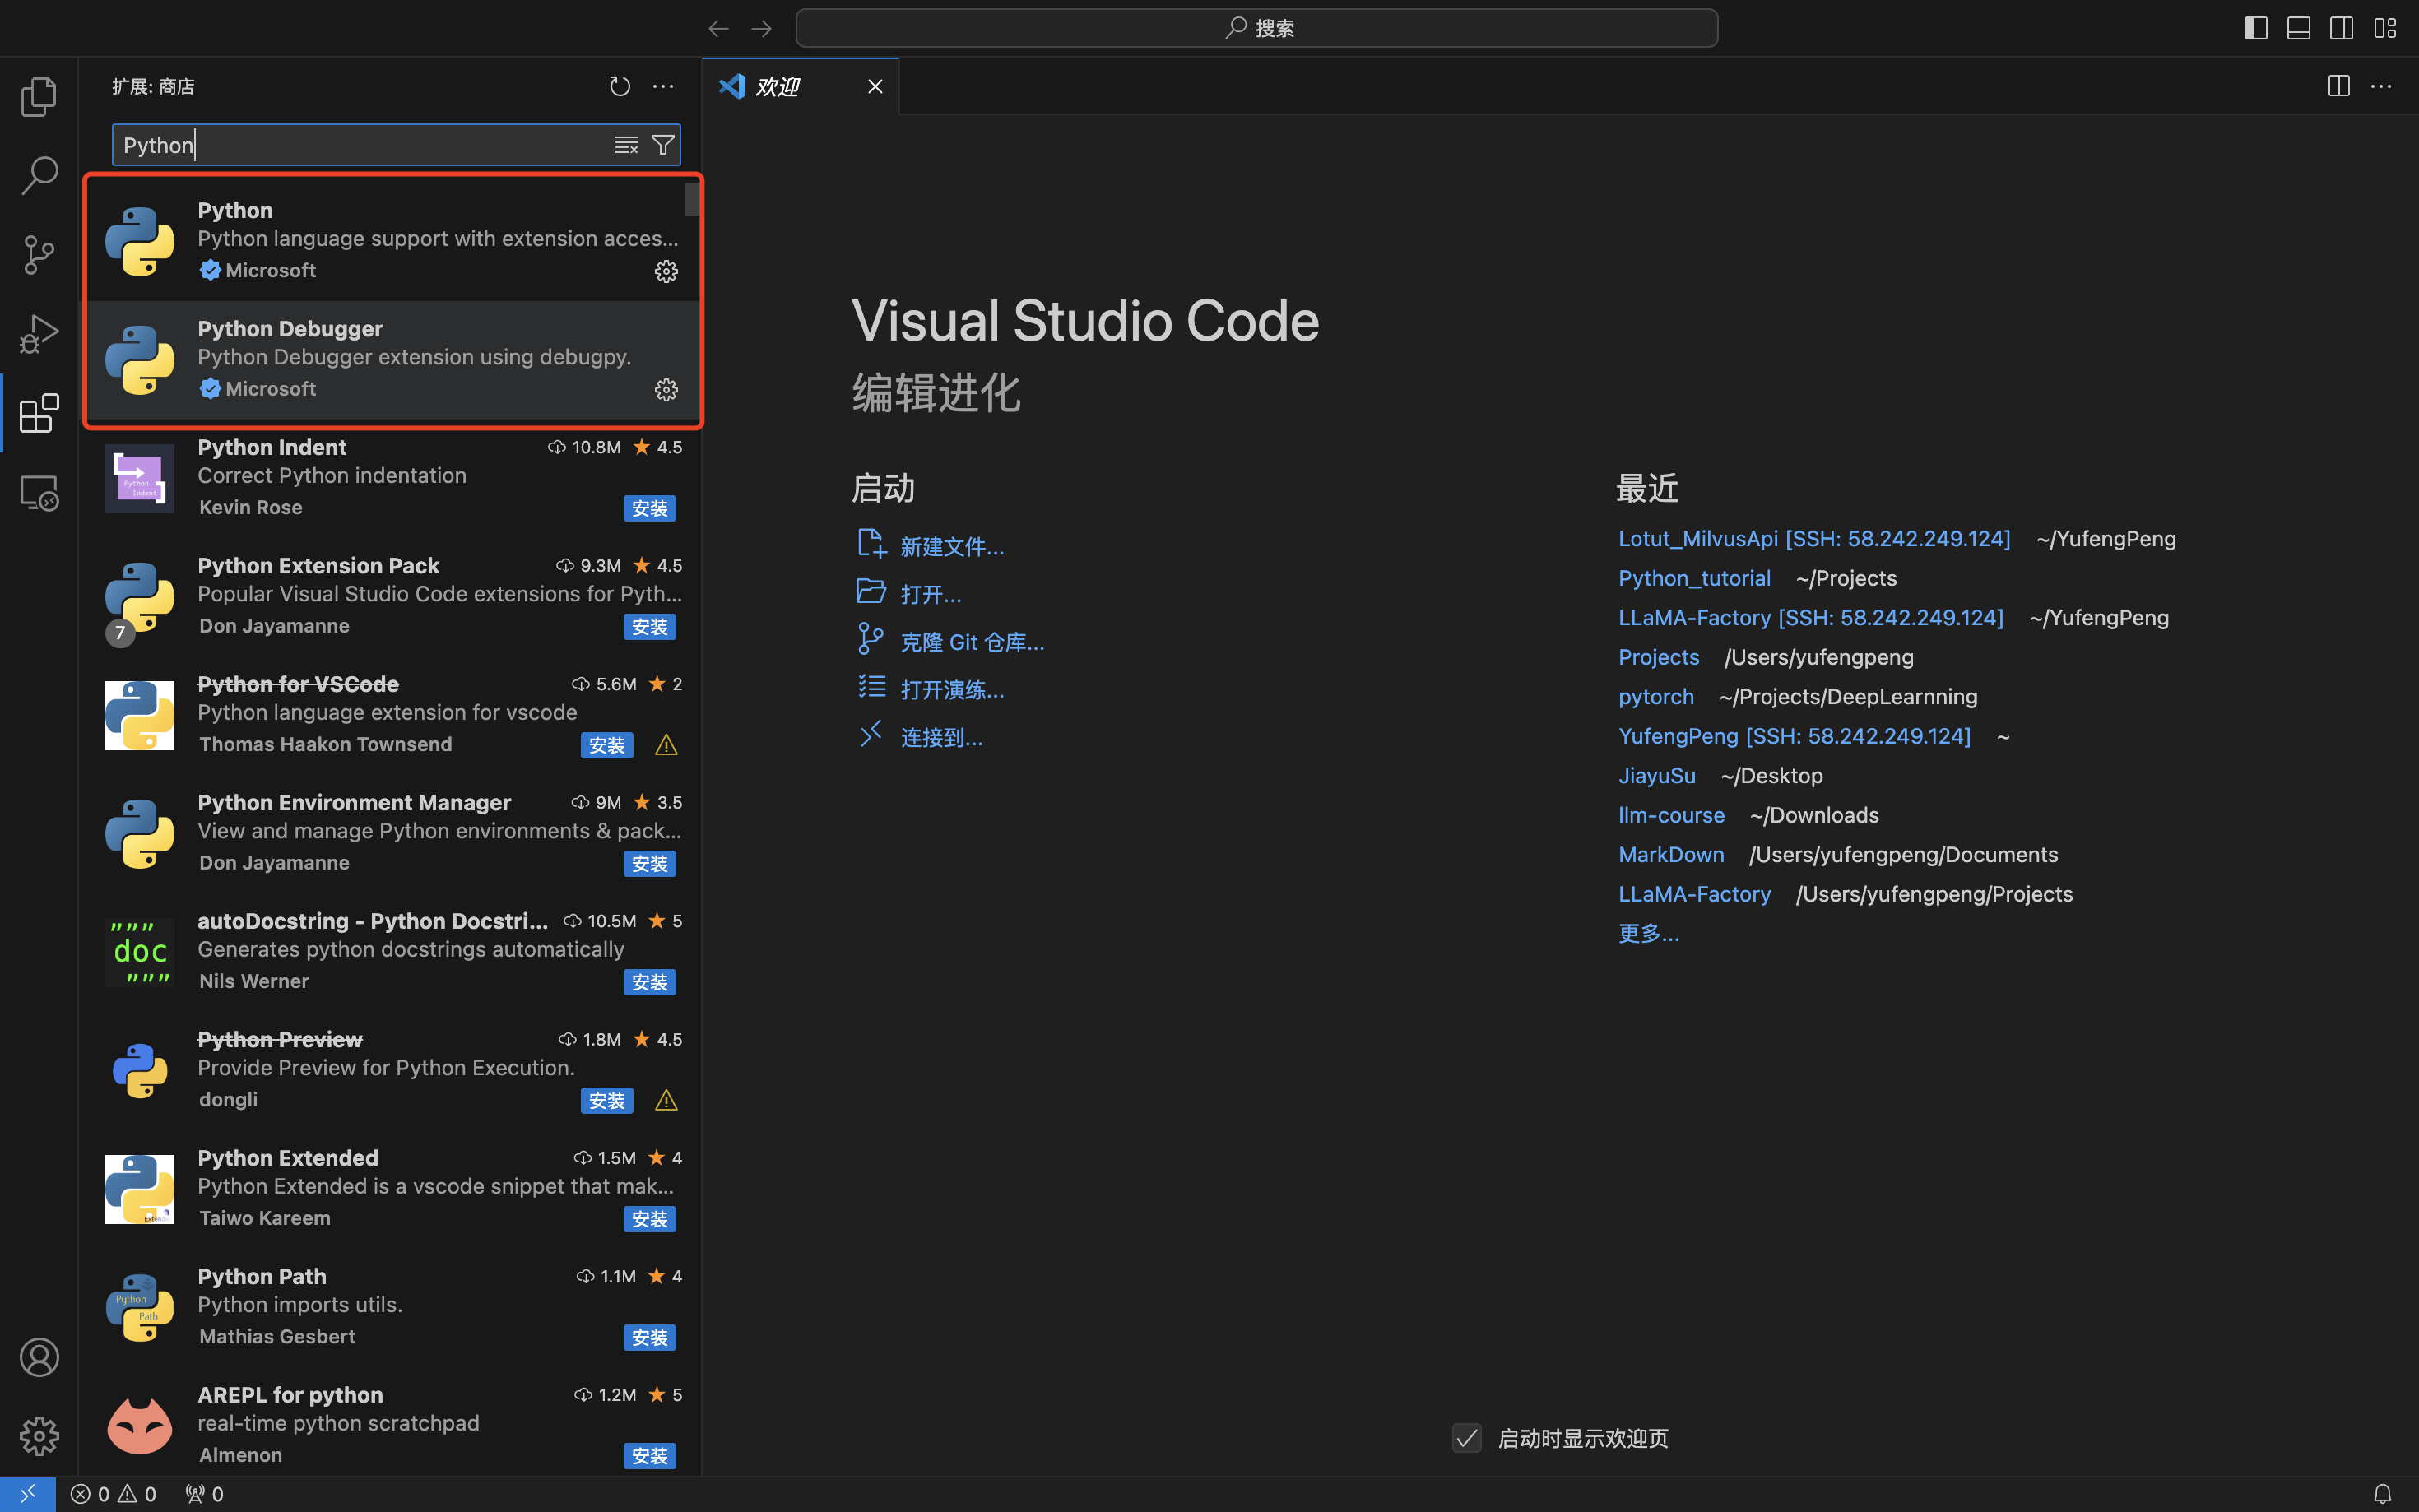 搜索
扩展: 商店
欢迎
Python
Python
Python language support with extension acces...
Microsoft
Python Debugger
Python Debugger extension using debugpy.
Microsoft
Python Indent 10.8M 4.5
Correct Python indentation
Kevin Rose 安装
Python
Indent
Python Extension Pack 9.3M 4.5
Popular Visual Studio Code extensions for Pyth...
7
Don Jayamanne 安装
Python for VSCode 5.6M 2
Python language extension for vscode
Thomas Haakon Townsend 安装
Python Environment Manager 9M 3.5
View and manage Python environments & pack...
Don Jayamanne 安装
autoDocstring - Python Docstri... 10.5M 5
Generates python docstrings automatically
Nils Werner 安装
"""
doc
"""
Python Preview 1.8M 4.5
Provide Preview for Python Execution.
dongli 安装
Python Extended 1.5M 4
Python Extended is a vscode snippet that mak...
Taiwo Kareem 安装
Python Path 1.1M 4
Python imports utils.
Mathias Gesbert 安装
Python
Path
AREPL for python 1.2M 5
real-time python scratchpad
Almenon 安装
Visual Studio Code
编辑进化
启动
新建文件...
打开...
克隆 Git 仓库...
打开演练...
连接到...
最近
Lotut_MilvusApi [SSH: 58.242.249.124] ~/YufengPeng
Python_tutorial ~/Projects
LLaMA-Factory [SSH: 58.242.249.124] ~/YufengPeng
Projects /Users/yufengpeng
pytorch ~/Projects/DeepLearnning
YufengPeng [SSH: 58.242.249.124] ~
JiayuSu ~/Desktop
llm-course ~/Downloads
MarkDown /Users/yufengpeng/Documents
LLaMA-Factory /Users/yufengpeng/Projects
更多...
启动时显示欢迎页
0 0 0